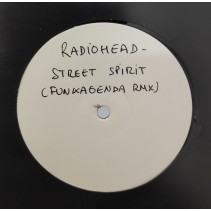 RADIOHEAD -
STREET SPIRIT
(FUNKAGENDA RMX)